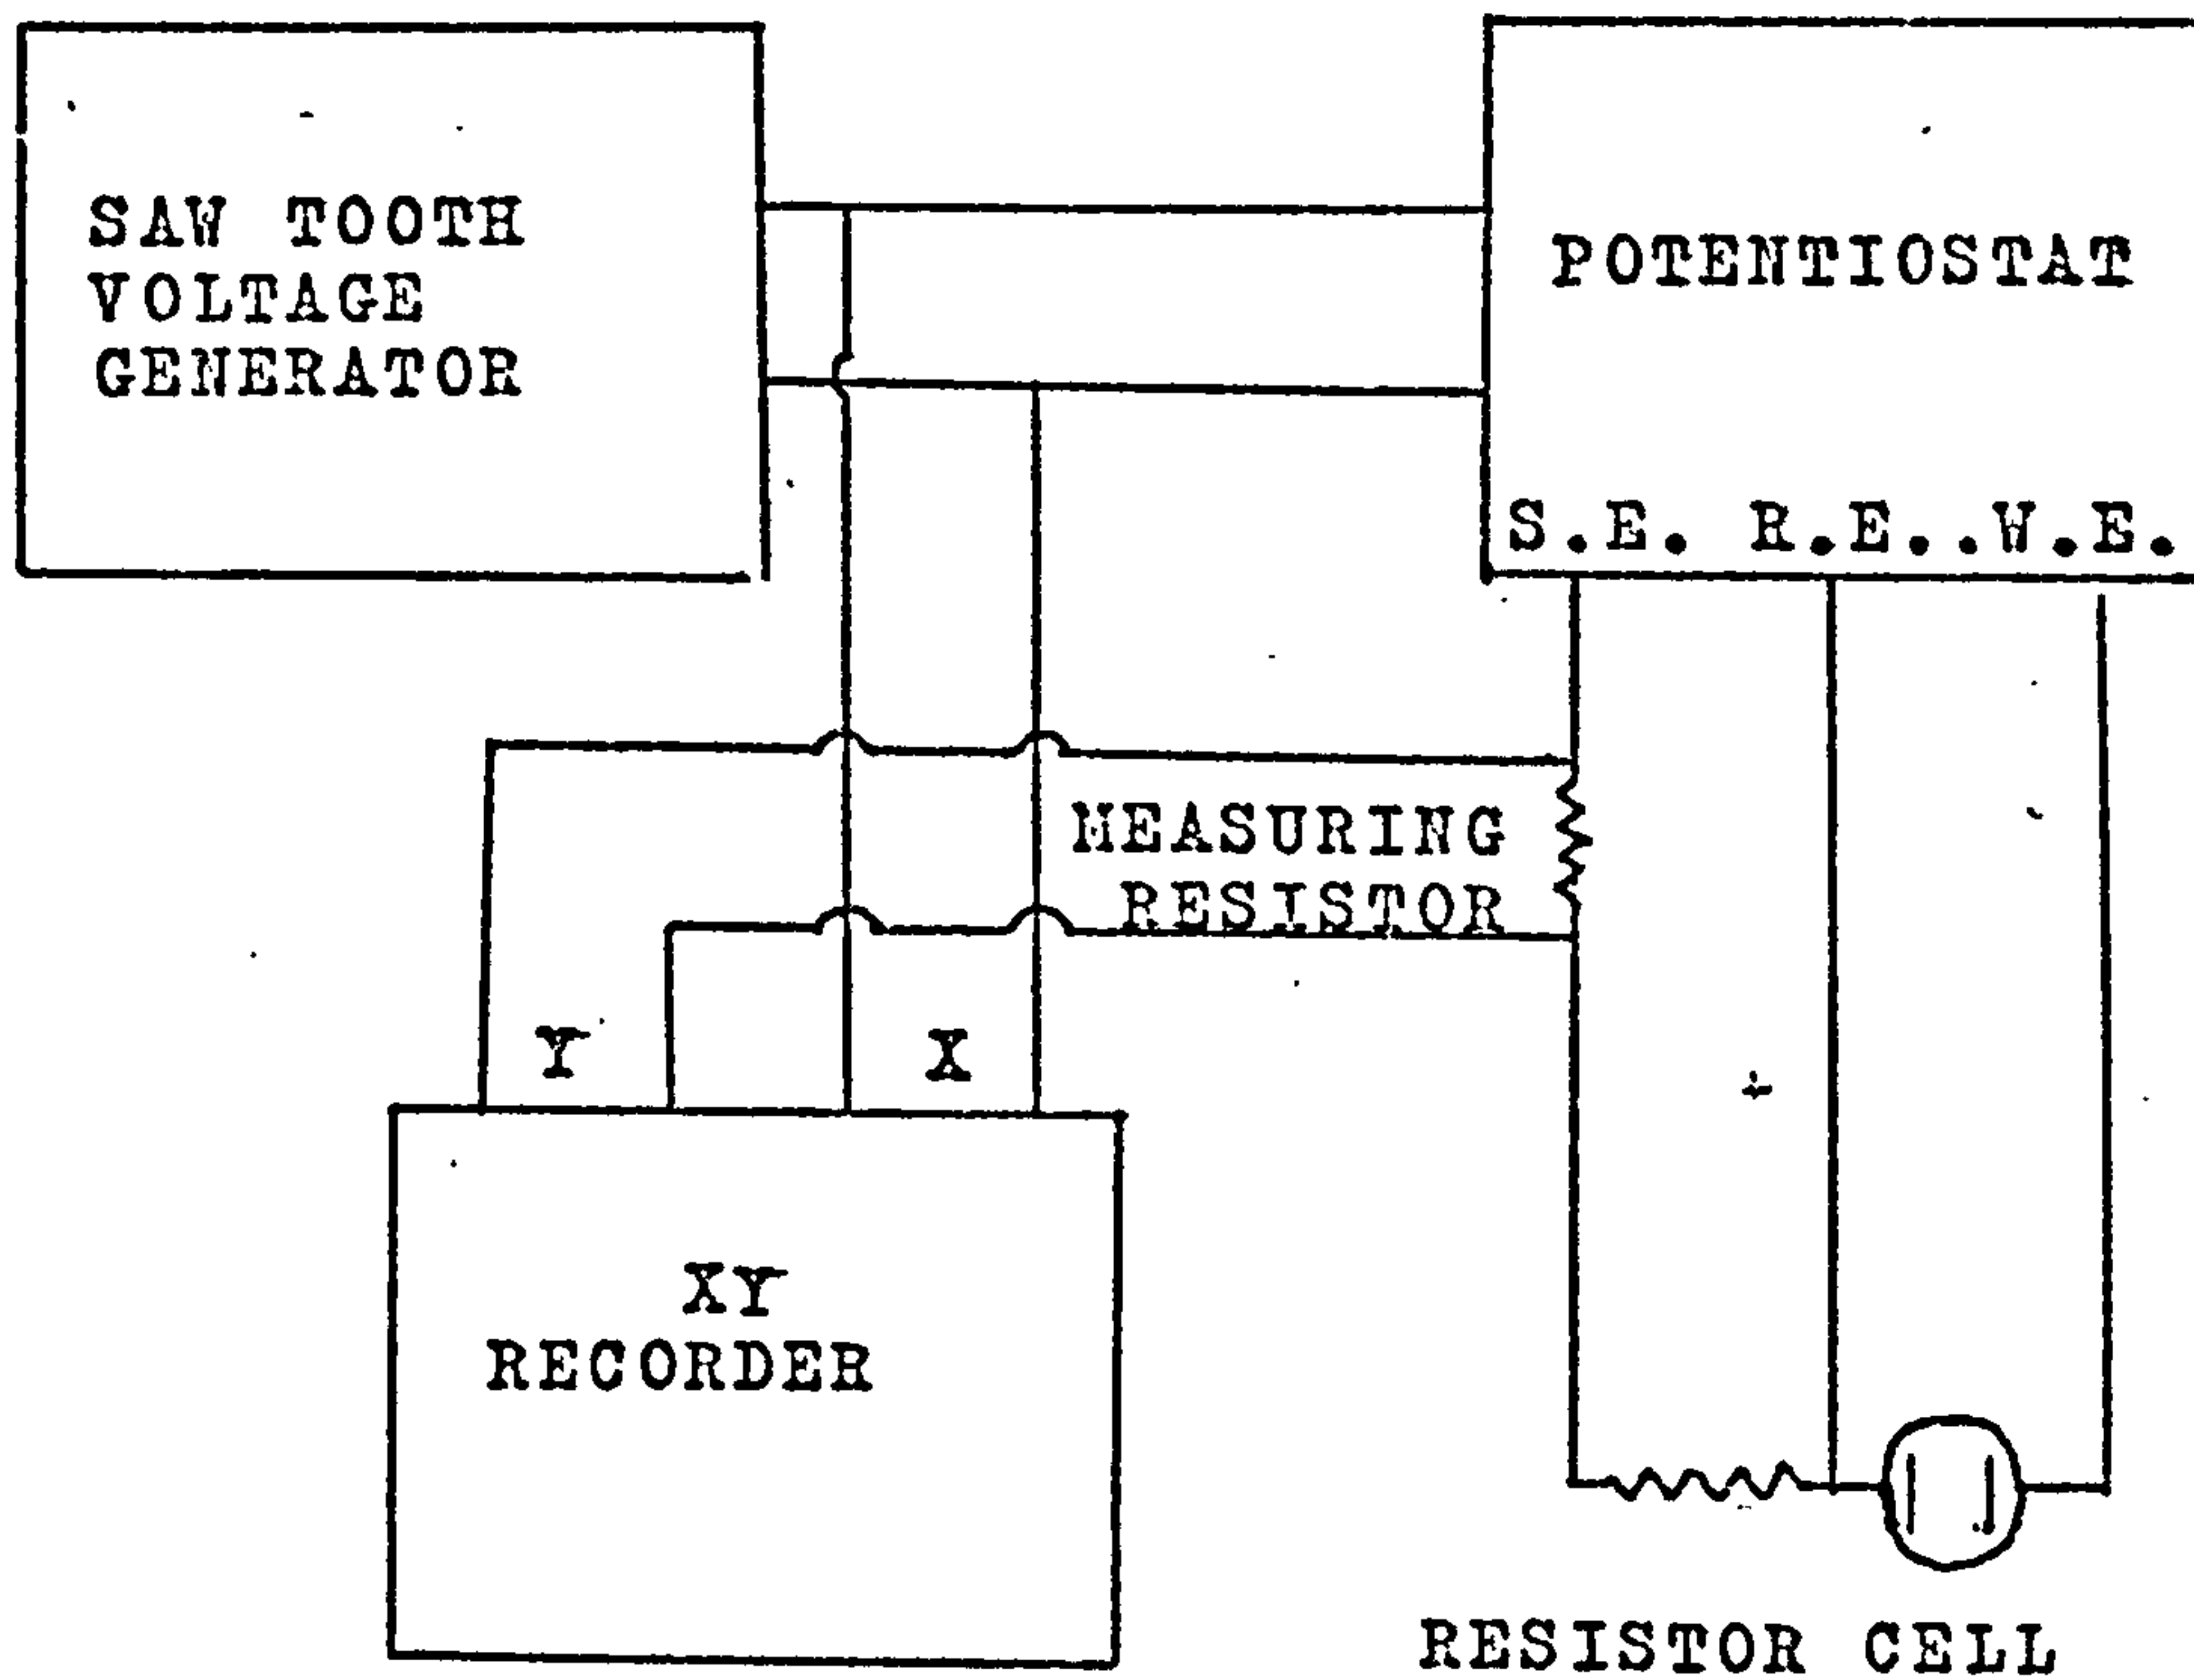 SAW TOOTH
VOLTAGE
GENERATOR
POTENTIOSTAT
S.E. R.E..W.E.
MEASURING
RESISTOR
Y X
XY
RECORDER
RESISTOR CELL